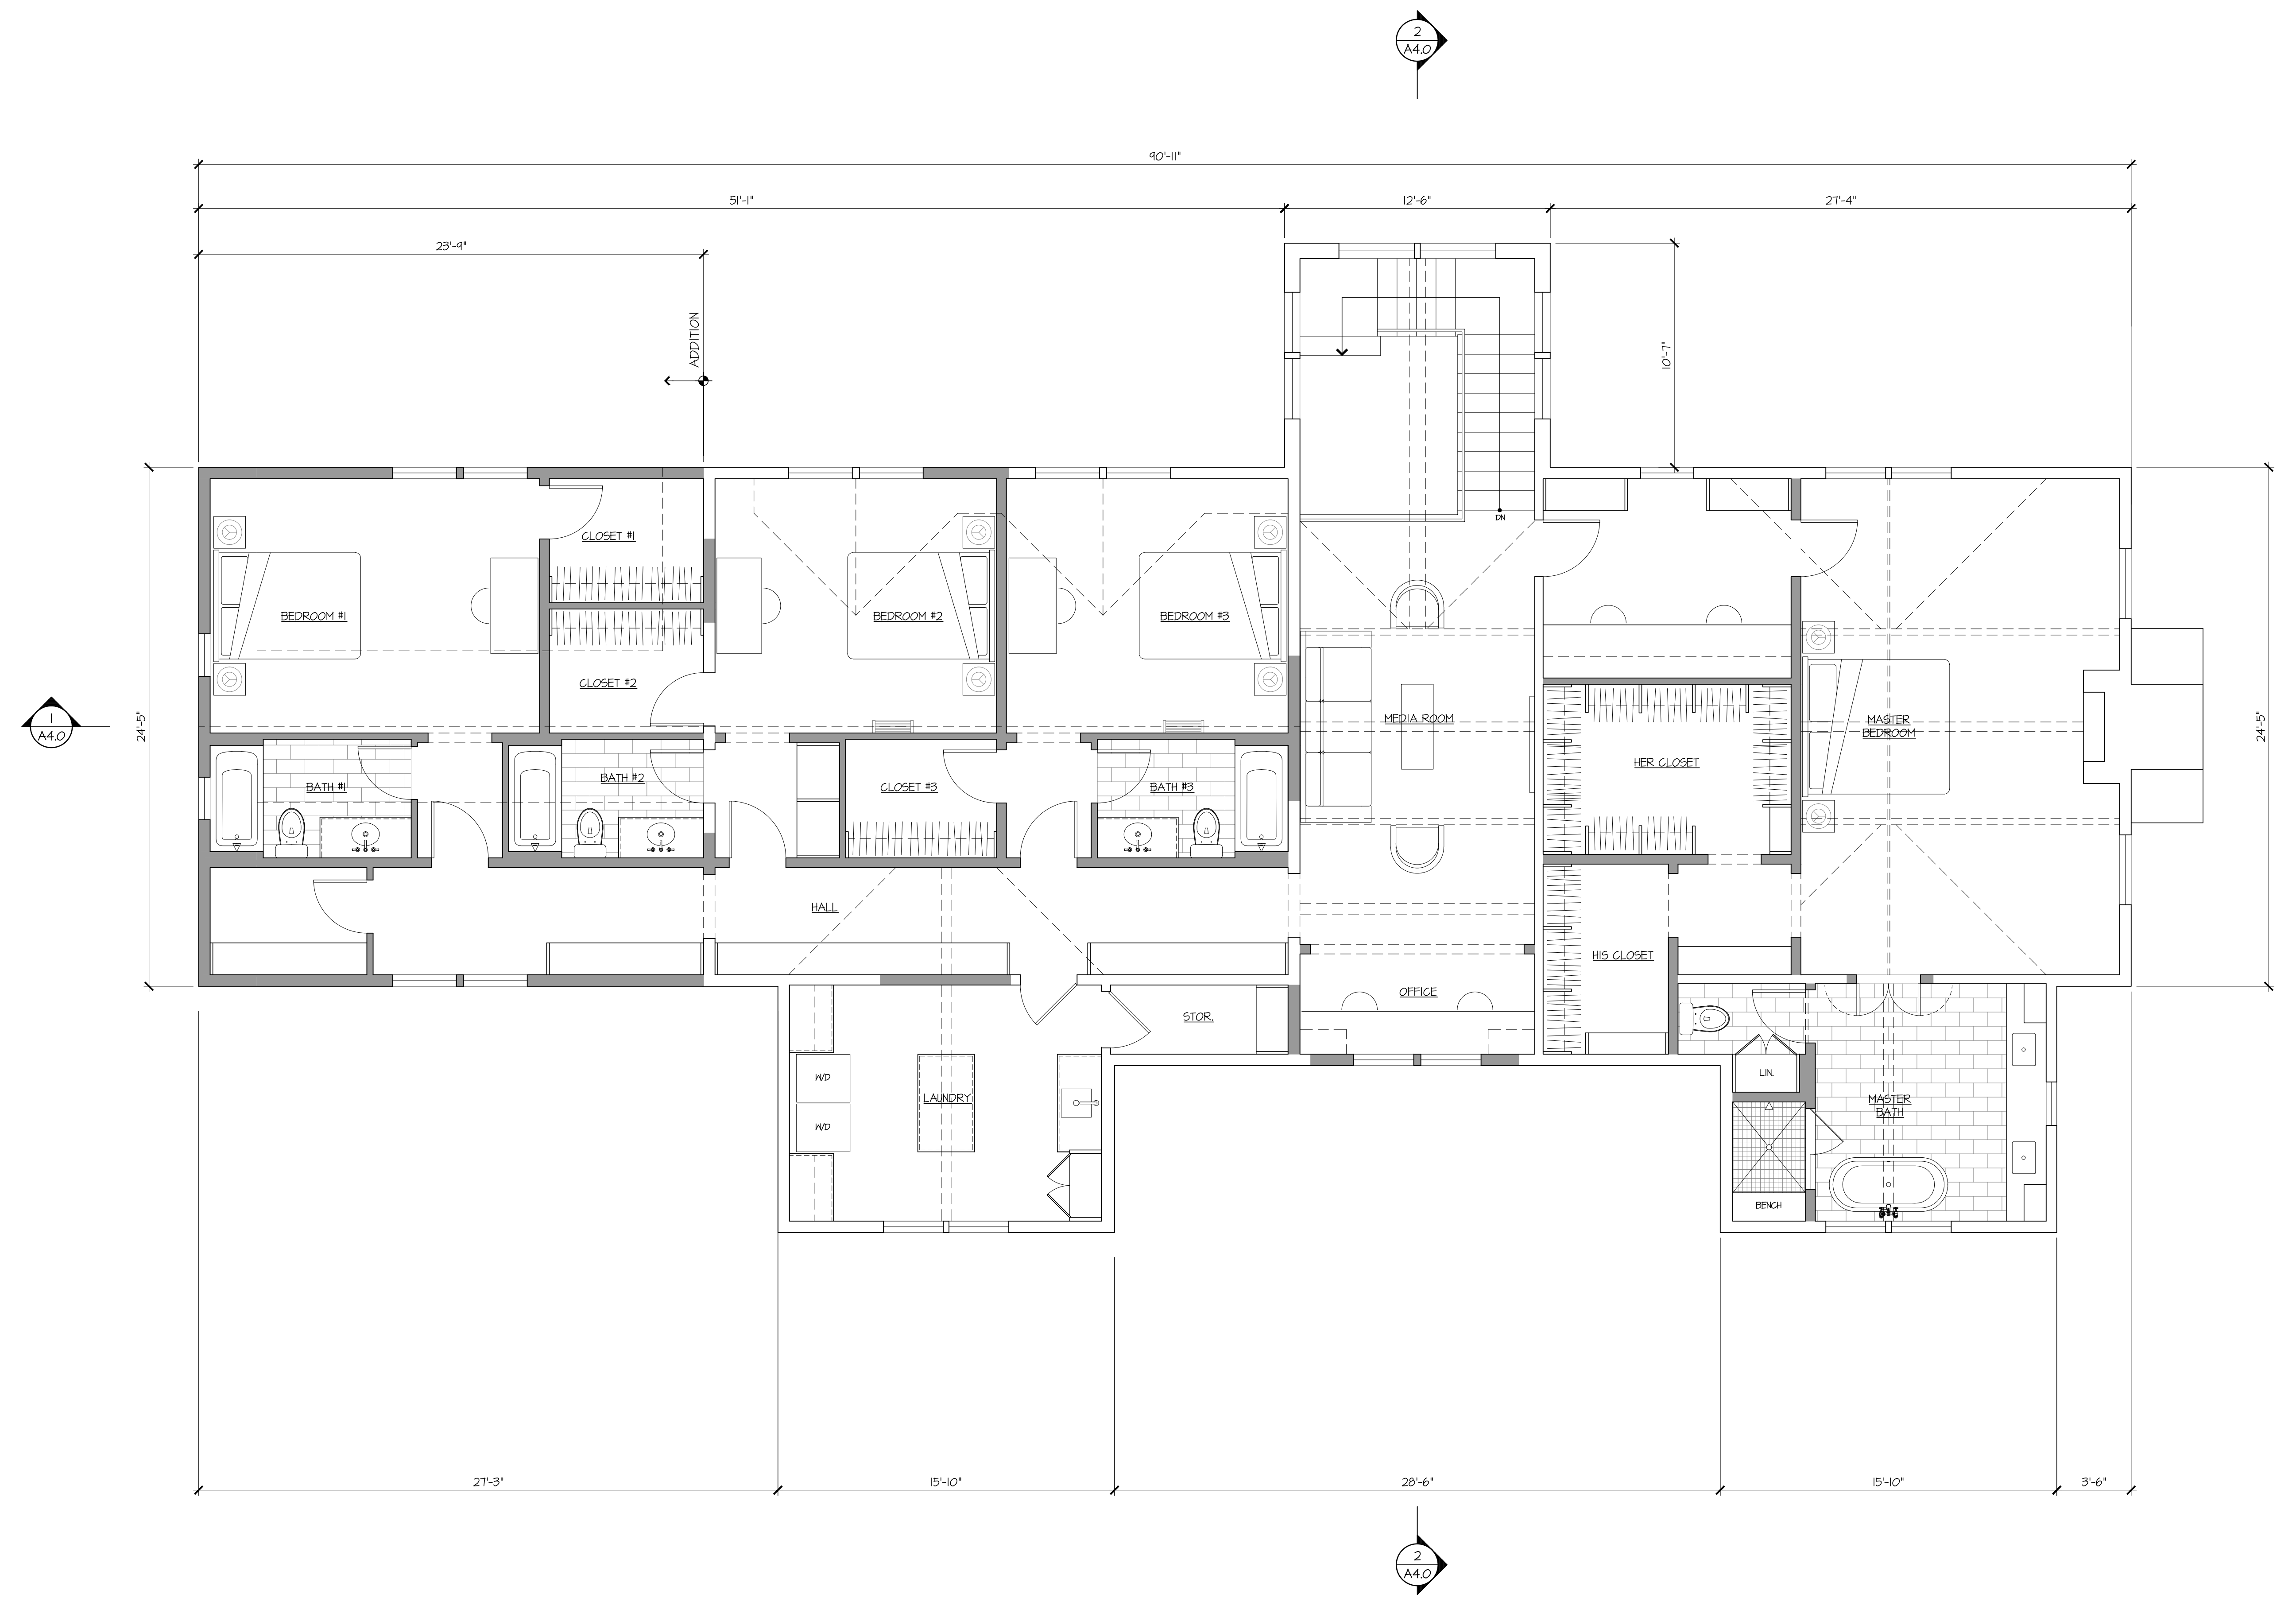 2
A4.0
90'-11"
51'-1"
12'-6"
27'-4"
23'-9"
ADDITION
10'-7"
DN
CLOSET #1
BEDROOM #1
BEDROOM #2
BEDROOM #3
CLOSET #2
MEDIA ROOM
MASTER
BEDROOM
1
A4.0
24'-5"
24'-5"
HER CLOSET
BATH #1
BATH #2
CLOSET #3
BATH #3
HALL
HIS CLOSET
OFFICE
STOR.
W/D
LAUNDRY
LIN.
MASTER
BATH
W/D
BENCH
27'-3"
15'-10"
28'-6"
15'-10"
3'-6"
2
A4.0